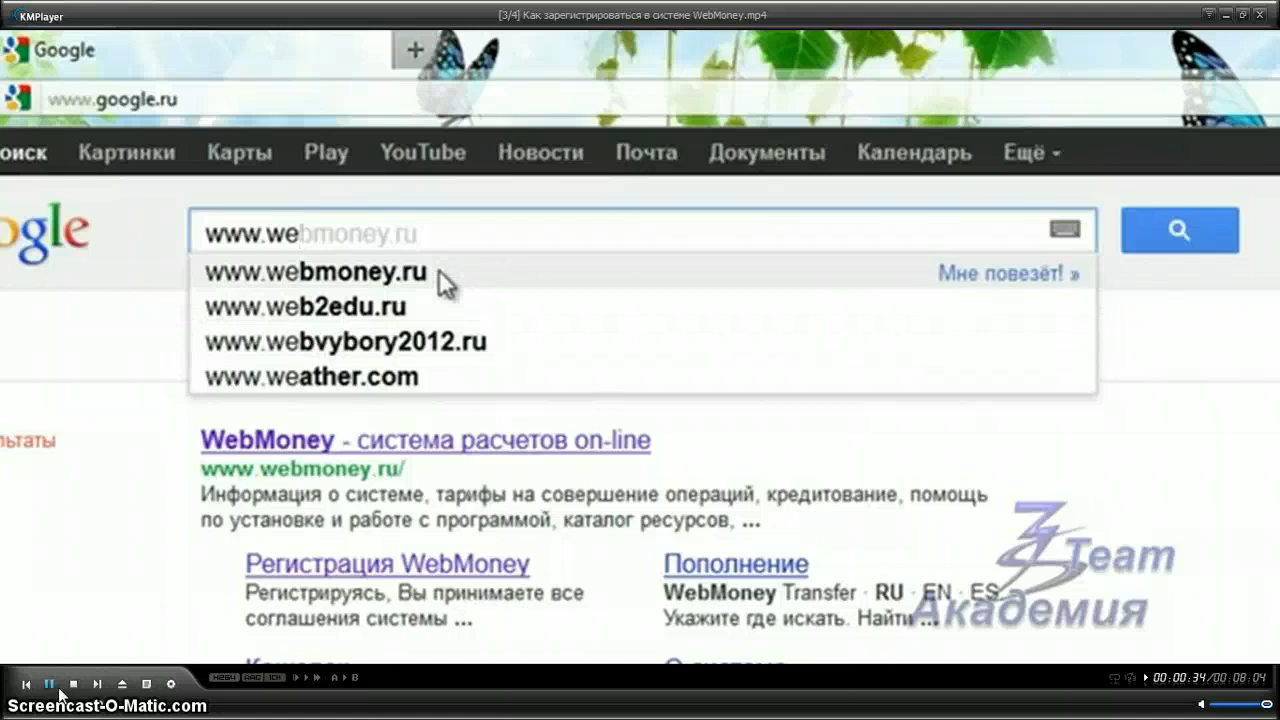 KMPlayer
[3/4] Как зарегистрироваться в системе WebMoney.mp4
Google
www.google.ru
оиск Картинки Карты Play YouTube Новости Почта Документы Календарь Ещё
ogle
www.webmoney.ru
www.webmoney.ru Мне повезёт! »
www.web2edu.ru
www.webvybory2012.ru
www.weather.com
льтаты
WebMoney - система расчетов on-line
www.webmoney.ru/
Информация о системе, тарифы на совершение операций, кредитование, помощь
по установке и работе с программой, каталог ресурсов, ...
Регистрация WebMoney Пополнение
Регистрируясь, Вы принимаете все WebMoney Transfer · RU · EN · ES
соглашения системы ... Укажите где искать. Найти ...
Team
Академия
H264 AAC 1CH A B
00:00:34/00:08:04
Screencast-O-Matic.com